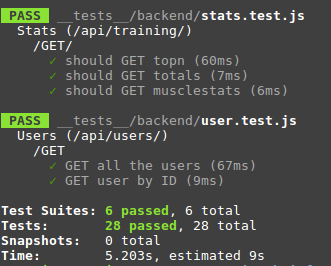 PASS __tests__/backend/stats.test.js
Stats (/api/training/)
/GET/
✓ should GET topn (60ms)
✓ should GET totals (7ms)
✓ should GET musclestats (6ms)
PASS __tests__/backend/user.test.js
Users (/api/users/)
/GET
✓ GET all the users (67ms)
✓ GET user by ID (9ms)
Test Suites: 6 passed, 6 total
Tests: 28 passed, 28 total
Snapshots: 0 total
Time: 5.203s, estimated 9s